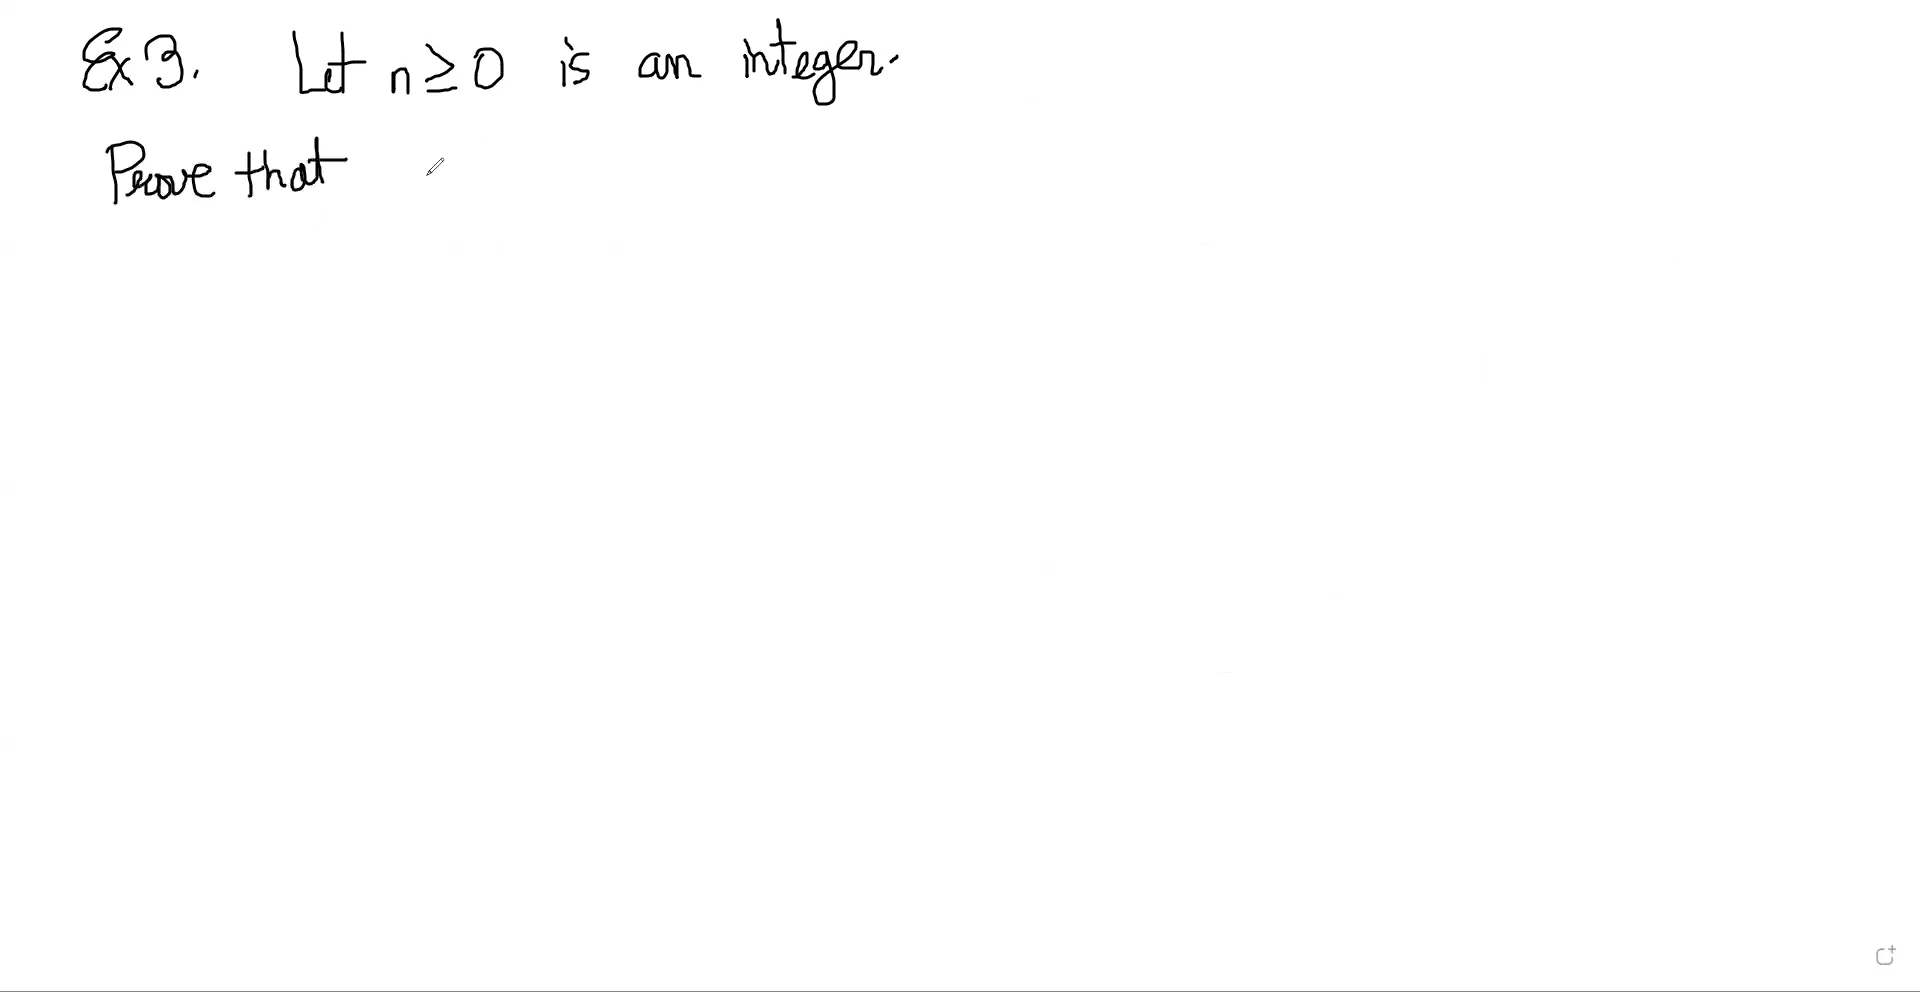 Ex 3. Let n ≥ 0 is an integer.
Prove that